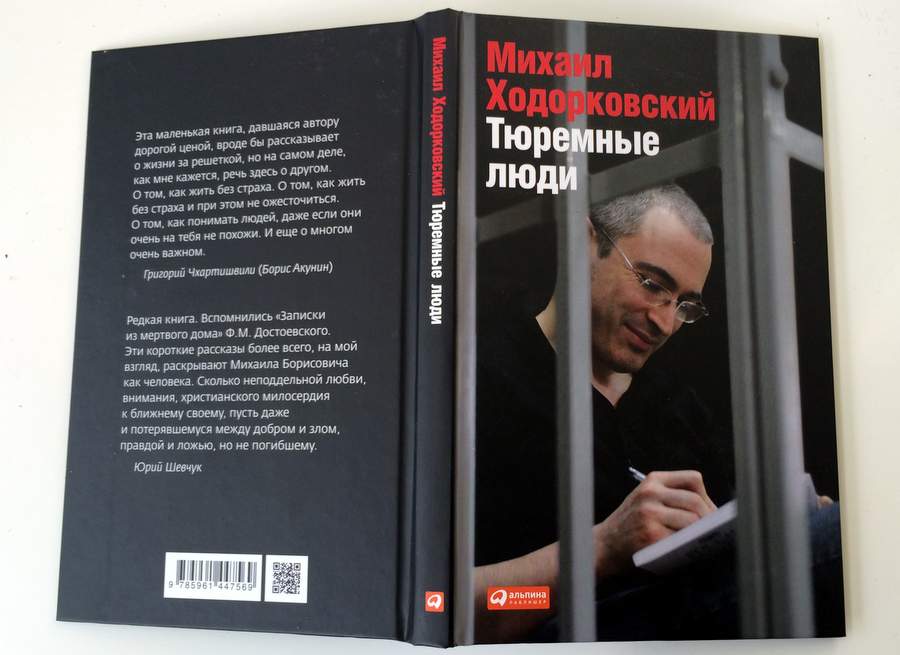 Эта маленькая книга, давшаяся автору
дорогой ценой, вроде бы рассказывает
о жизни за решеткой, но на самом деле,
как мне кажется, речь здесь о другом.
О том, как жить без страха. О том, как жить
без страха и при этом не ожесточиться.
О том, как понимать людей, даже если они
очень на тебя не похожи. И еще о многом
очень важном.
Григорий Чхартишвили (Борис Акунин)
Редкая книга. Вспомнились «Записки
из мертвого дома» Ф.М. Достоевского.
Эти короткие рассказы более всего, на мой
взгляд, раскрывают Михаила Борисовича
как человека. Сколько неподдельной любви,
внимания, христианского милосердия
к ближнему своему, пусть даже
и потерявшемуся между добром и злом,
правдой и ложью, но не погибшему.
Юрий Шевчук
9 785961 447569
Михаил Ходорковский Тюремные люди
Михаил
Ходорковский
Тюремные
люди
альпина
ПАБЛИШЕР